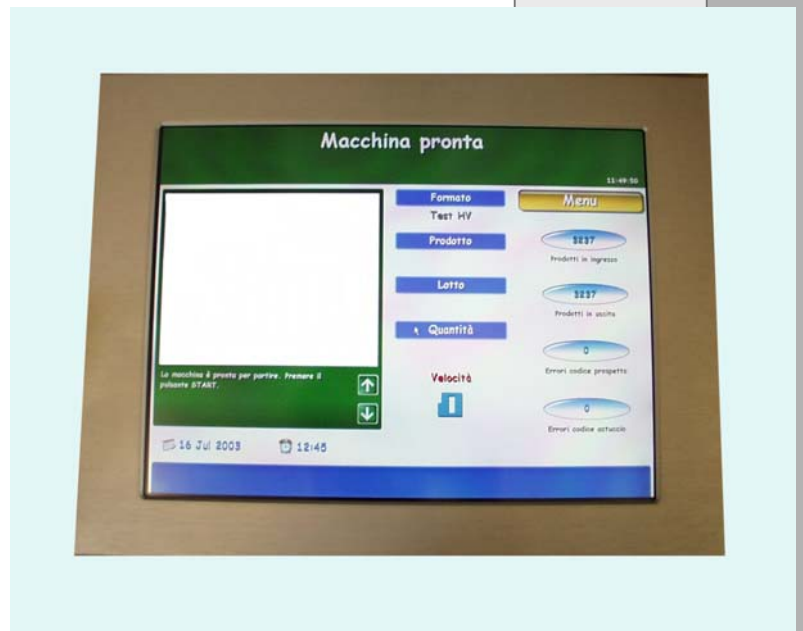 Macchina pronta
11:49:50
Formato
Test HV
Menu
Prodotto
3237
Prodotti in ingresso
Lotto
3237
Prodotti in uscita
Quantità
0
Errori codice prospetto
La macchina è pronta per partire. Premere il
pulsante START.
Velocità
0
Errori codice astuccio
16 Jul 2003
12:45